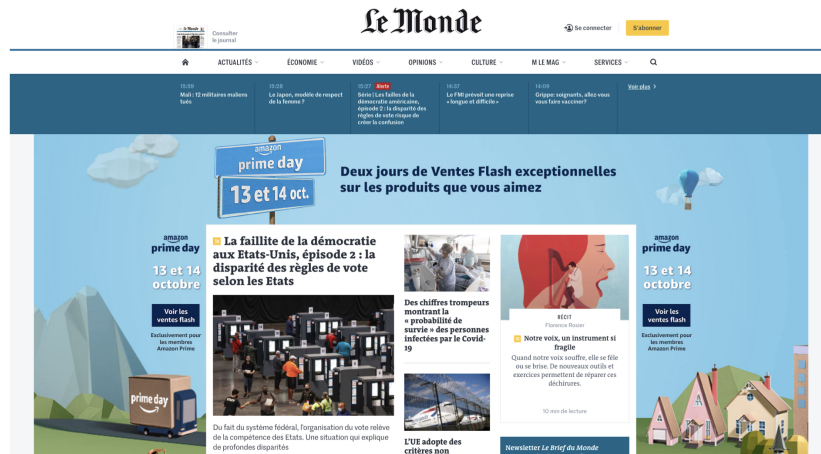 Consulter
le journal
Le Monde
Se connecter
S'abonner
ACTUALITÉS
ÉCONOMIE
VIDÉOS
OPINIONS
CULTURE
M LE MAG
SERVICES
Mali : 12 militaires maliens
tués
15:28
Le Japon, modèle de respect
de la femme ?
15:27 Alerte
Série | Les failles de la
démocratie américaine,
épisode 2 : la disparité des
règles de vote risque de
créer la confusion
14:37
Le FMI prévoit une reprise
« longue et difficile »
14:09
Grippe: soignants, allez-vous
vous faire vacciner?
Voir plus
amazon
prime day
13 et 14 oct.
Deux jours de Ventes Flash exceptionnelles
sur les produits que vous aimez
amazon
prime day
13 et 14
octobre
Voir les
ventes flash
Exclusivement pour
les membres
Amazon Prime
prime day
La faillite de la démocratie
aux Etats-Unis, épisode 2 : la
disparité des règles de vote
selon les Etats
Du fait du système fédéral, l'organisation du vote relève
de la compétence des Etats. Une situation qui explique
de profondes disparités
Des chiffres trompeurs
montrant la
« probabilité de
survie » des personnes
infectées par le Covid-
19
L'UE adopte des
critères non
RÉCIT
Florence Rosier
Notre voix, un instrument si
fragile
Quand notre voix souffre, elle se fêle
ou se brise. De nouveaux outils et
exercices permettent de réparer ces
déchirures.
10 min de lecture
Newsletter Le Brief du Monde
amazon
prime day
13 et 14
octobre
Voir les
ventes flash
Exclusivement pour
les membres
Amazon Prime